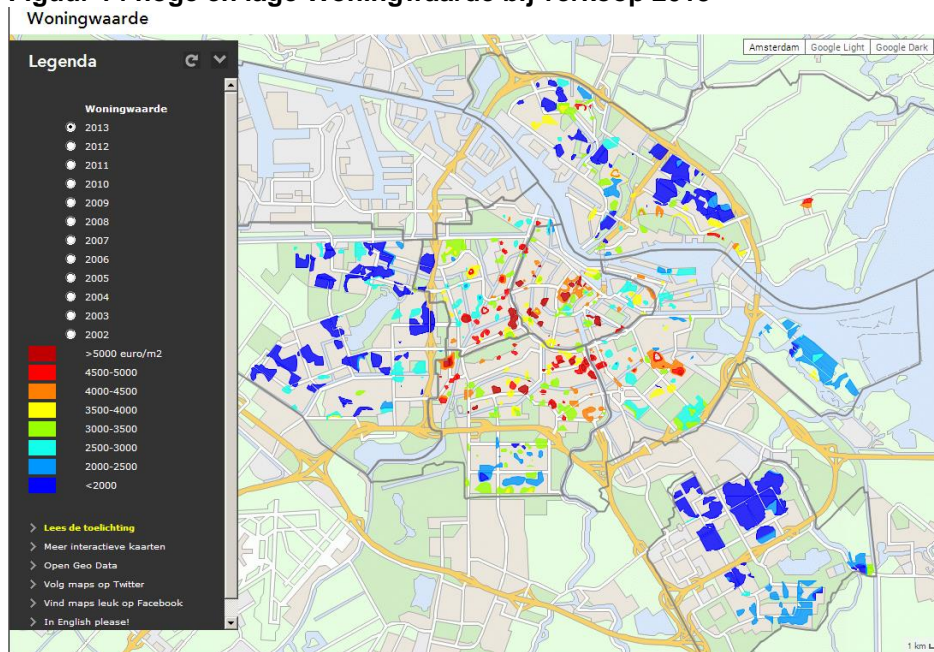 Woningwaarde
Legenda
Amsterdam Google Light Google Dark
Woningwaarde
2013
2012
2011
2010
2009
2008
2007
2006
2005
2004
2003
2002
>5000 euro/m2
4500-5000
4000-4500
3500-4000
3000-3500
2500-3000
2000-2500
<2000
Lees de toelichting
Meer interactieve kaarten
Open Geo Data
Volg maps op Twitter
Vind maps leuk op Facebook
In English please!
1 km